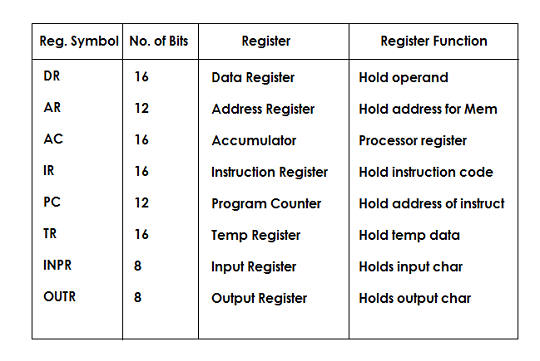 Reg. Symbol No. of Bits Register Register Function
DR 16 Data Register Hold operand
AR 12 Address Register Hold address for Mem
AC 16 Accumulator Processor register
IR 16 Instruction Register Hold instruction code
PC 12 Program Counter Hold address of instruct
TR 16 Temp Register Hold temp data
INPR 8 Input Register Holds input char
OUTR 8 Output Register Holds output char